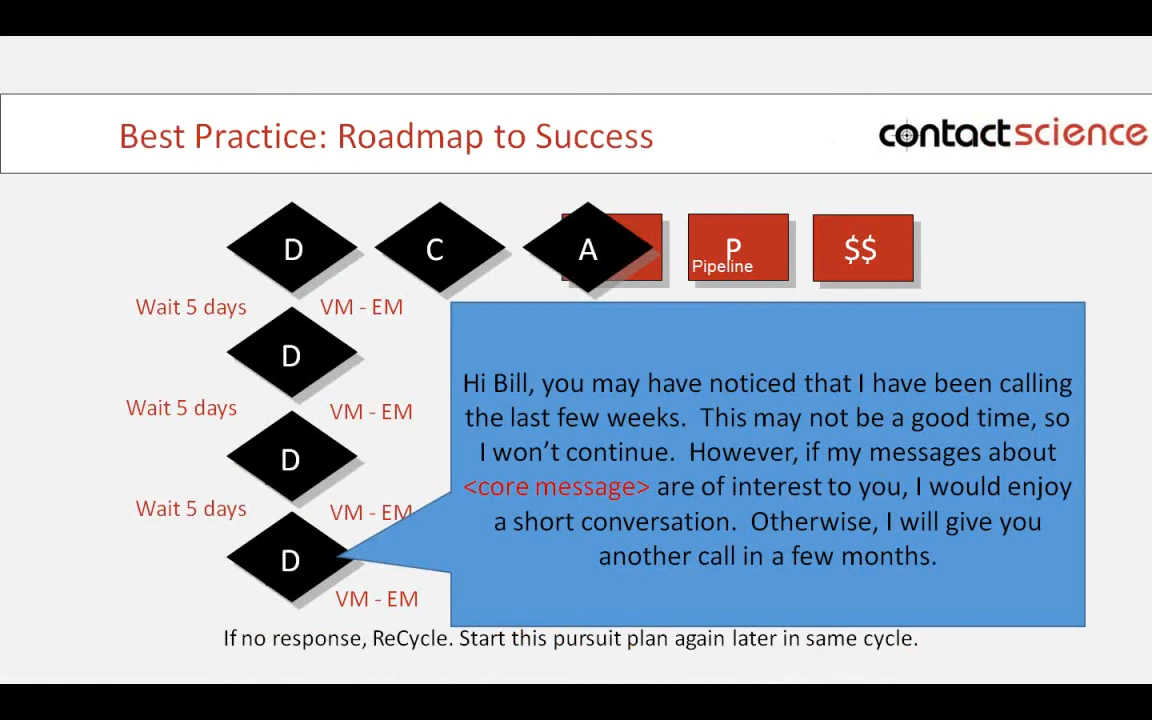 Best Practice: Roadmap to Success
contactscience
D
C
A
P
Pipeline
$$
Wait 5 days
VM - EM
D
Wait 5 days
VM - EM
D
Wait 5 days
VM - EM
D
VM - EM
Hi Bill, you may have noticed that I have been calling
the last few weeks.  This may not be a good time, so
I won’t continue.  However, if my messages about
<core message> are of interest to you, I would enjoy
a short conversation.  Otherwise, I will give you
another call in a few months.
If no response, ReCycle. Start this pursuit plan again later in same cycle.